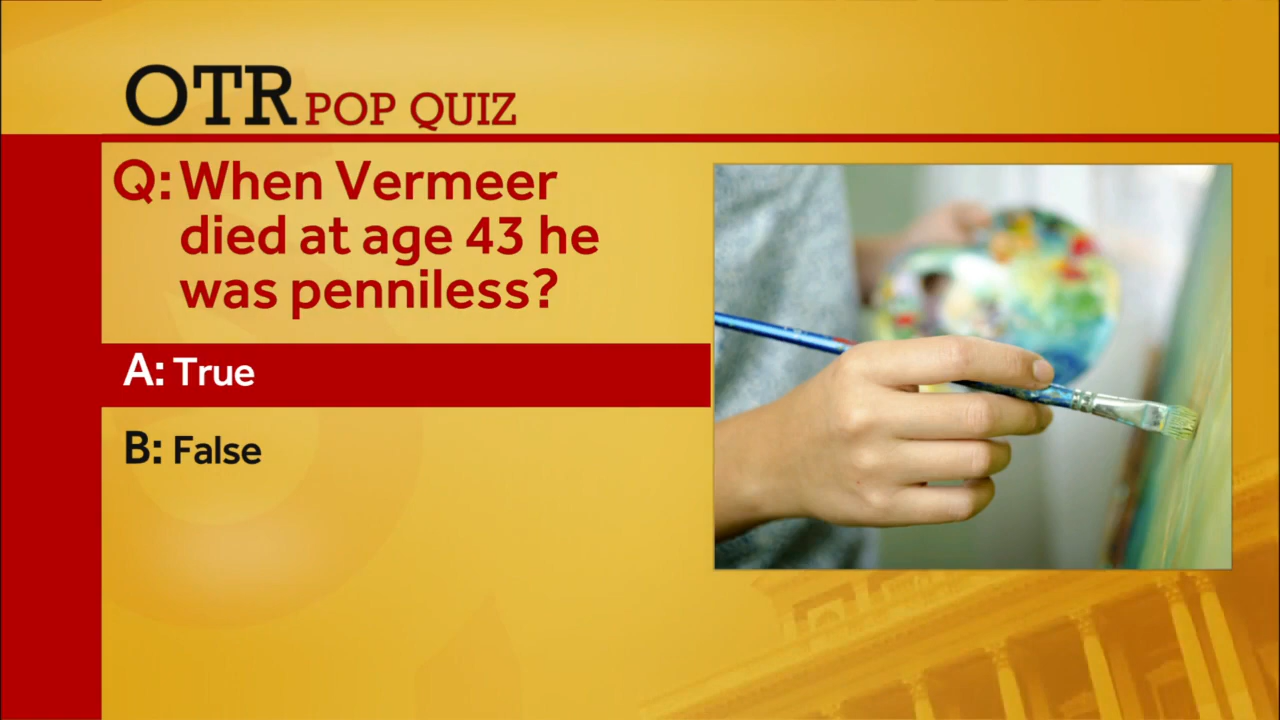 OTR POP QUIZ
Q: When Vermeer
died at age 43 he
was penniless?
A: True
B: False